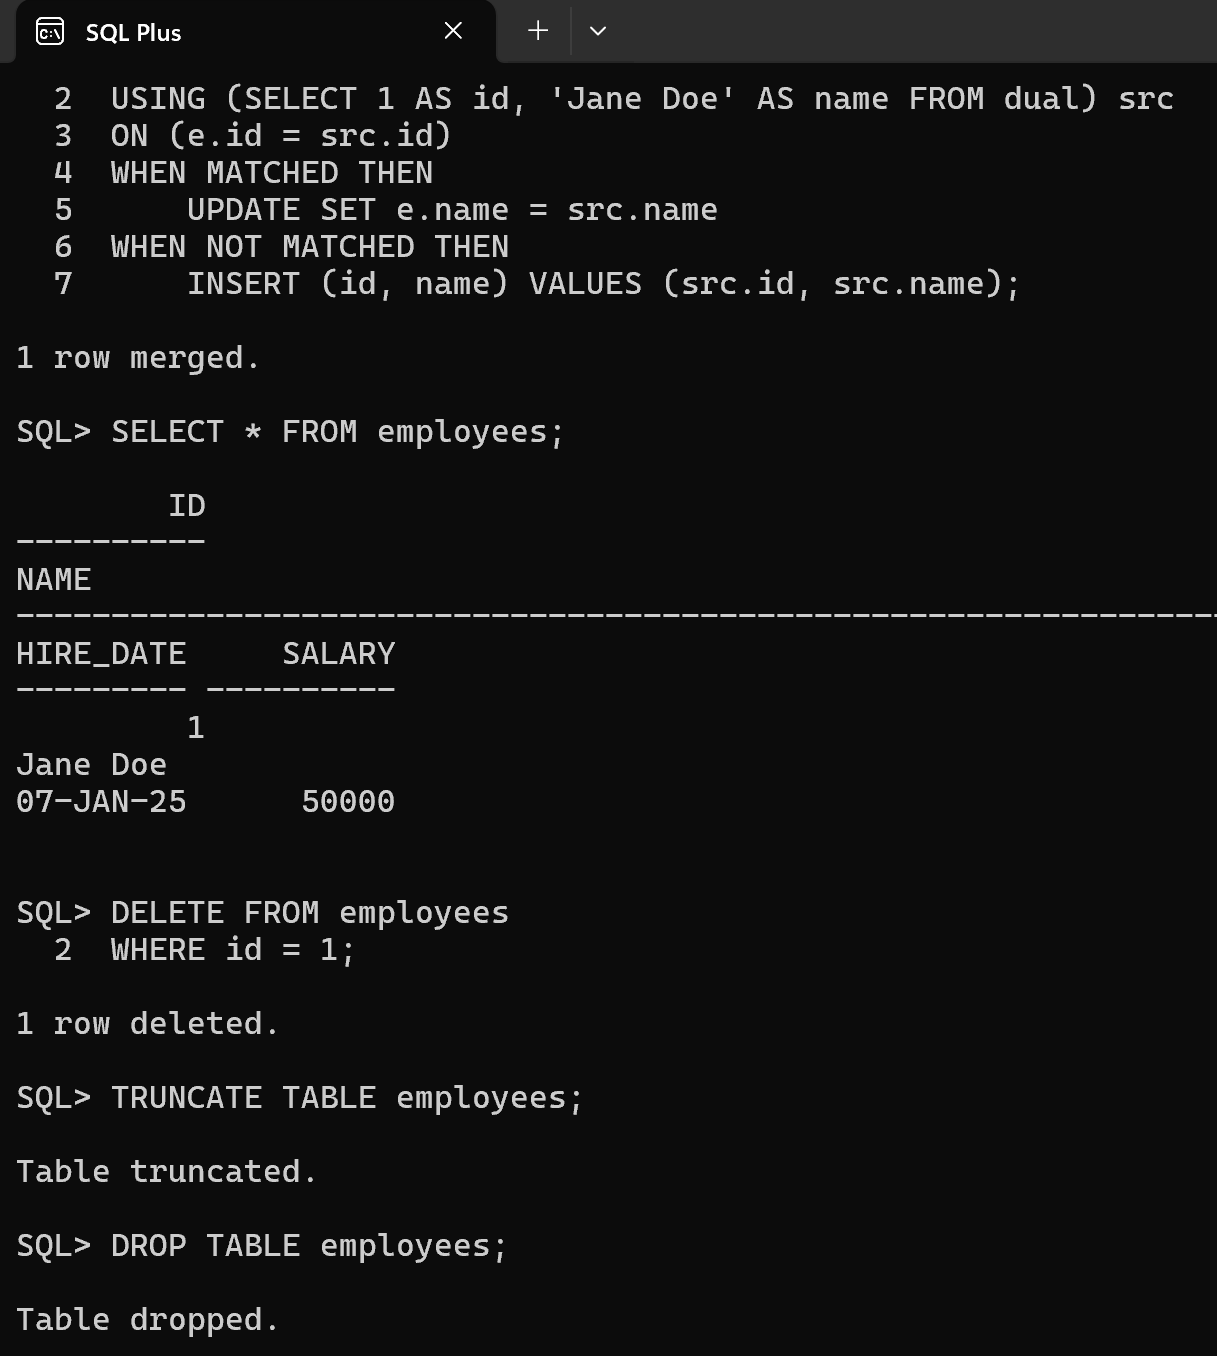 SQL Plus
  2  USING (SELECT 1 AS id, 'Jane Doe' AS name FROM dual) src
  3  ON (e.id = src.id)
  4  WHEN MATCHED THEN
  5      UPDATE SET e.name = src.name
  6  WHEN NOT MATCHED THEN
  7      INSERT (id, name) VALUES (src.id, src.name);
1 row merged.
SQL> SELECT * FROM employees;
        ID
----------
NAME
---------------------------------------------------------------
HIRE_DATE     SALARY
--------- ----------
         1
Jane Doe
07-JAN-25      50000
SQL> DELETE FROM employees
  2  WHERE id = 1;
1 row deleted.
SQL> TRUNCATE TABLE employees;
Table truncated.
SQL> DROP TABLE employees;
Table dropped.